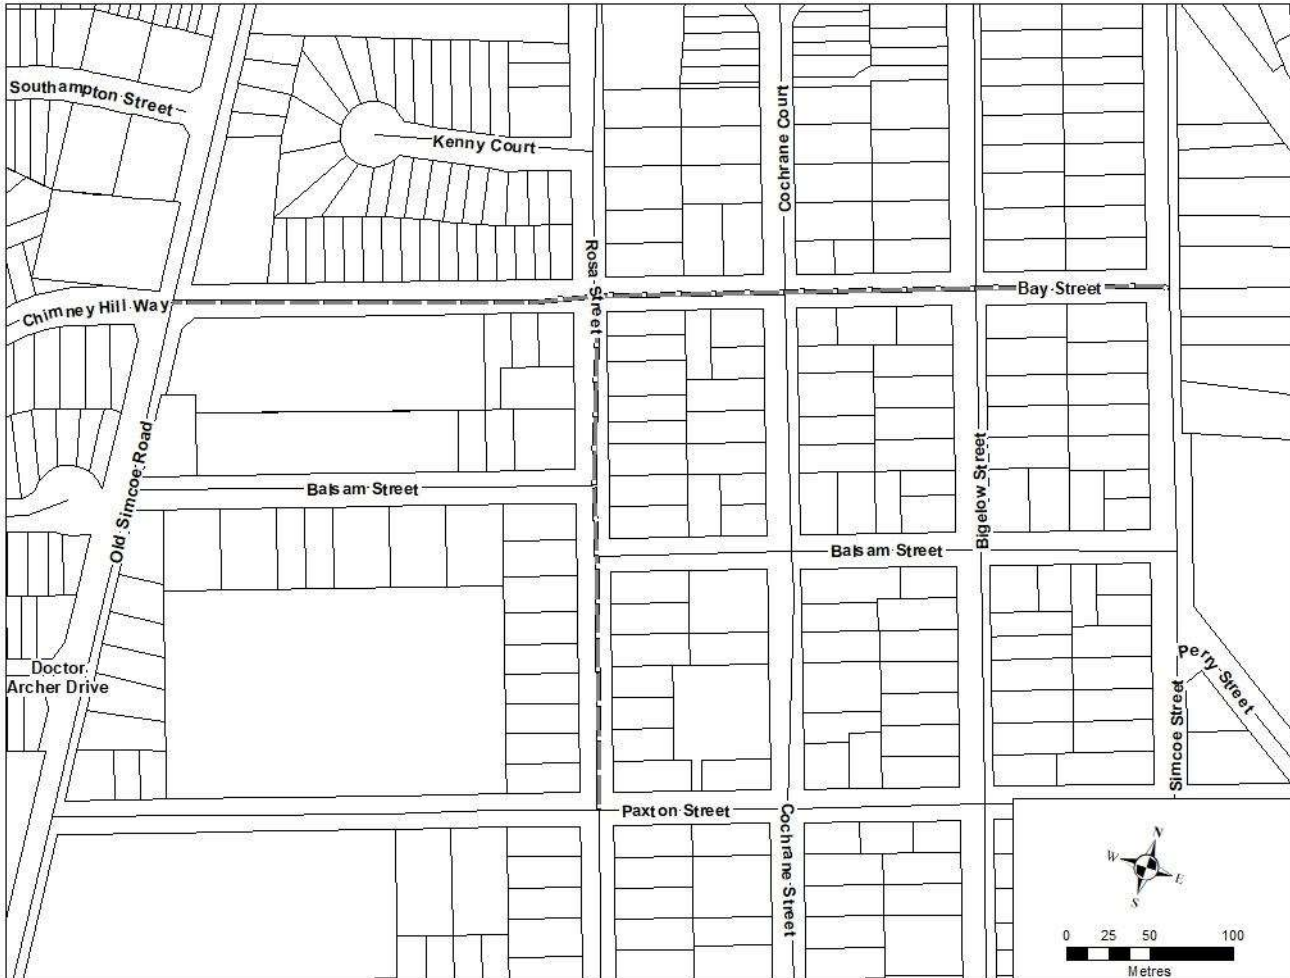 Southampton Street
Kenny Court
Cochrane Court
Rosa Street
Bay Street
Chimney Hill Way
Old Simcoe Road
Balsam Street
Bigelow Street
Balsam Street
Doctor
Archer Drive
Perry Street
Simcoe Street
Paxton Street
Cochrane Street
N
W
E
S
0 25 50 100
Metres